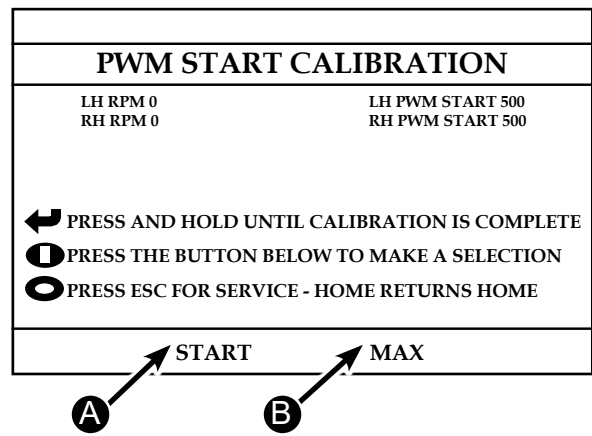 PWM START CALIBRATION
LH RPM 0 LH PWM START 500
RH RPM 0 RH PWM START 500
PRESS AND HOLD UNTIL CALIBRATION IS COMPLETE
PRESS THE BUTTON BELOW TO MAKE A SELECTION
PRESS ESC FOR SERVICE - HOME RETURNS HOME
START MAX
A B